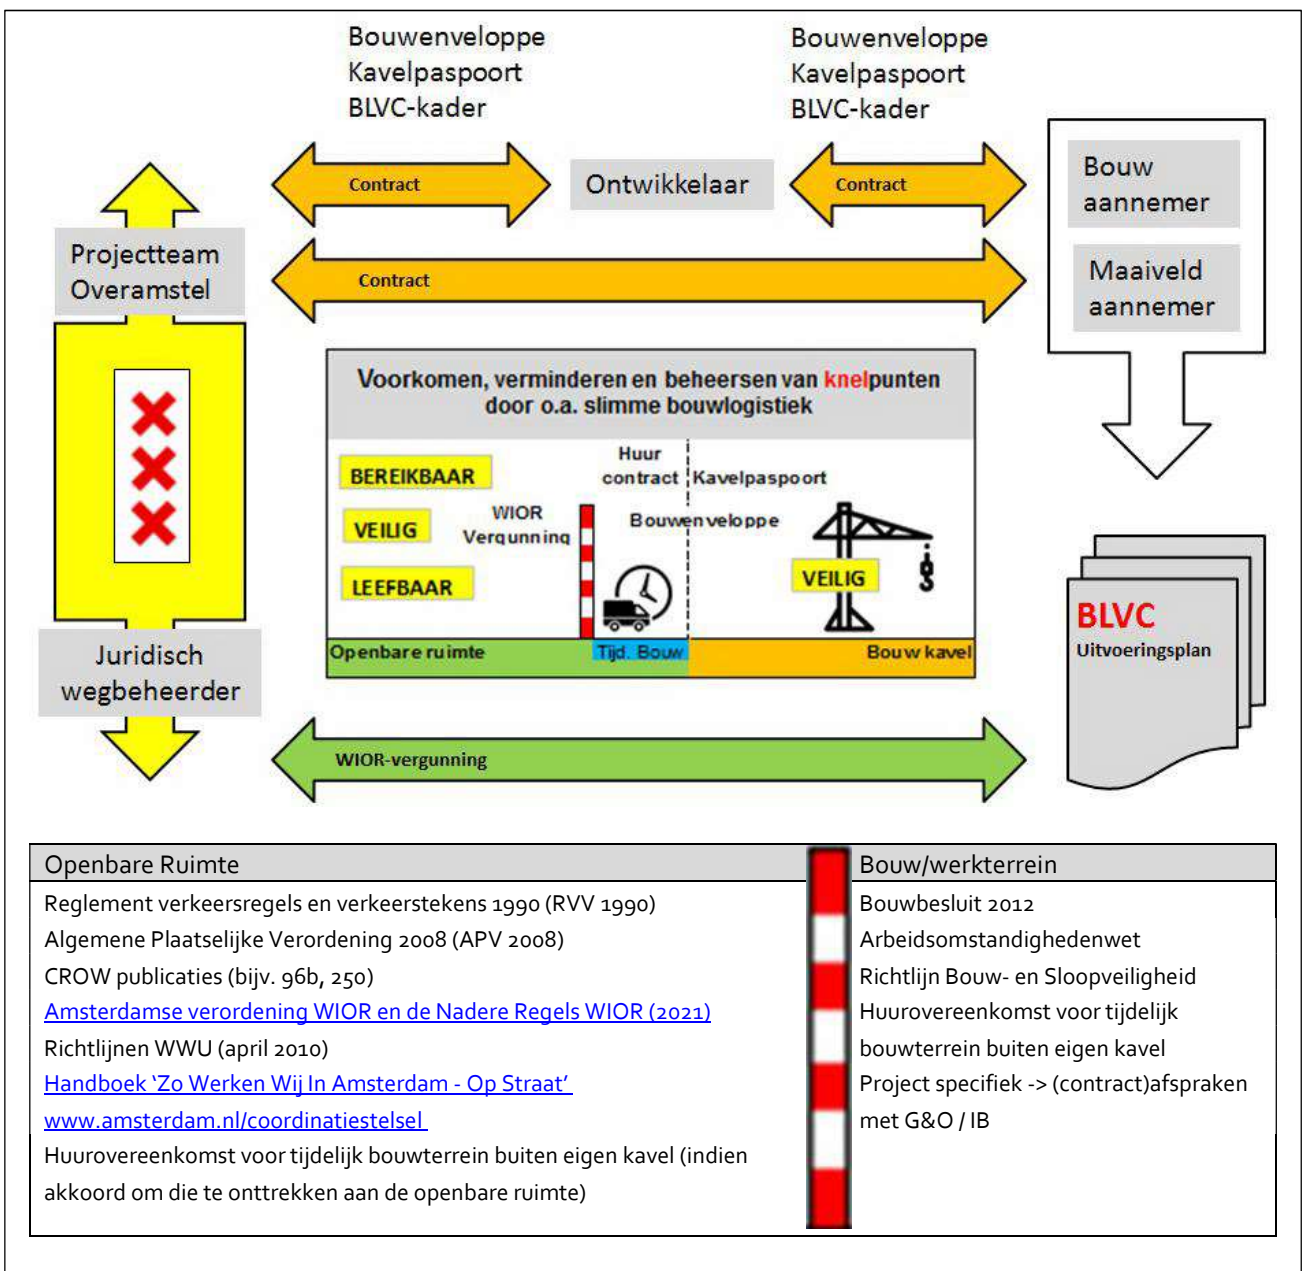 Bouwenveloppe
Kavelpaspoort
BLVC-kader
Bouwenveloppe
Kavelpaspoort
BLVC-kader
Contract
Ontwikkelaar
Contract
Bouw
aannemer
Projectteam
Overamstel
Contract
Maaiveld
aannemer
Voorkomen, verminderen en beheersen van knelpunten
door o.a. slimme bouwlogistiek
BEREIKBAAR
Huur
contract
Kavelpaspoort
VEILIG
WIOR
Vergunning
Bouwenveloppe
LEEFBAAR
VEILIG
Openbare ruimte
Tijd. Bouw
Bouw kavel
BLVC
Uitvoeringsplan
Juridisch
wegbeheerder
WIOR-vergunning
Openbare Ruimte
Reglement verkeersregels en verkeerstekens 1990 (RVV 1990)
Algemene Plaatselijke Verordening 2008 (APV 2008)
CROW publicaties (bijv. 96b, 250)
Amsterdamse verordening WIOR en de Nadere Regels WIOR (2021)
Richtlijnen WWU (april 2010)
Handboek ‘Zo Werken Wij In Amsterdam - Op Straat’
www.amsterdam.nl/coordinatiestelsel
Huurovereenkomst voor tijdelijk bouwterrein buiten eigen kavel (indien
akkoord om die te onttrekken aan de openbare ruimte)
Bouw/werkterrein
Bouwbesluit 2012
Arbeidsomstandighedenwet
Richtlijn Bouw- en Sloopveiligheid
Huurovereenkomst voor tijdelijk
bouwterrein buiten eigen kavel
Project specifiek -> (contract)afspraken
met G&O / IB